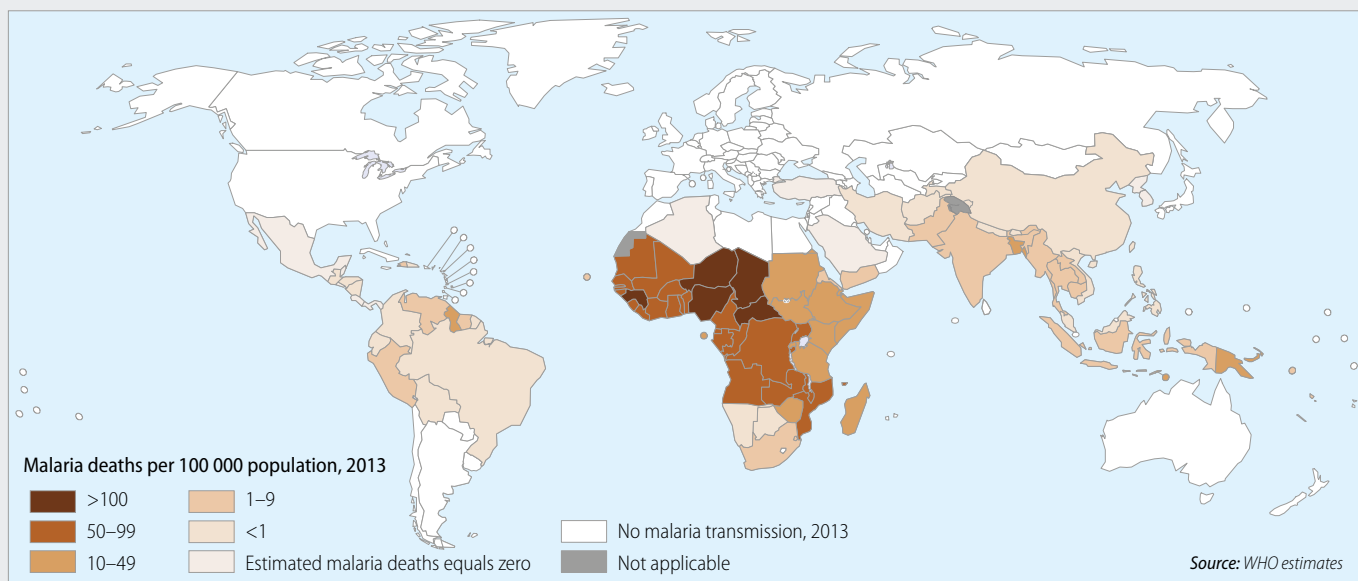 Malaria deaths per 100 000 population, 2013
>100
50–99
10–49
1–9
<1
Estimated malaria deaths equals zero
No malaria transmission, 2013
Not applicable
Source: WHO estimates